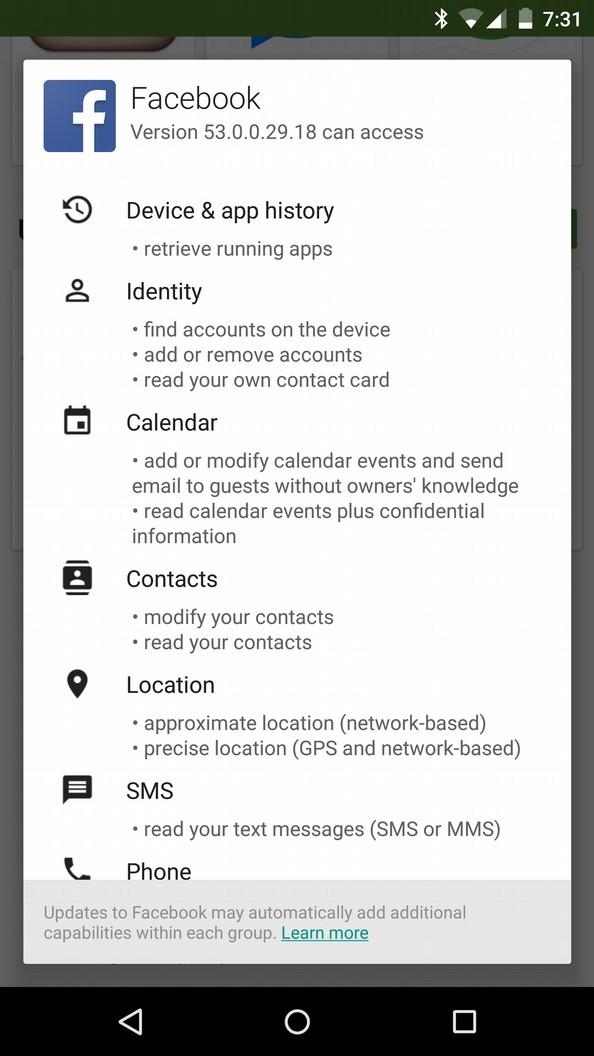 7:31
Facebook
Version 53.0.0.29.18 can access
Device & app history
• retrieve running apps
Identity
• find accounts on the device
• add or remove accounts
• read your own contact card
Calendar
• add or modify calendar events and send
email to guests without owners' knowledge
• read calendar events plus confidential
information
Contacts
• modify your contacts
• read your contacts
Location
• approximate location (network-based)
• precise location (GPS and network-based)
SMS
• read your text messages (SMS or MMS)
Phone
Updates to Facebook may automatically add additional
capabilities within each group. Learn more